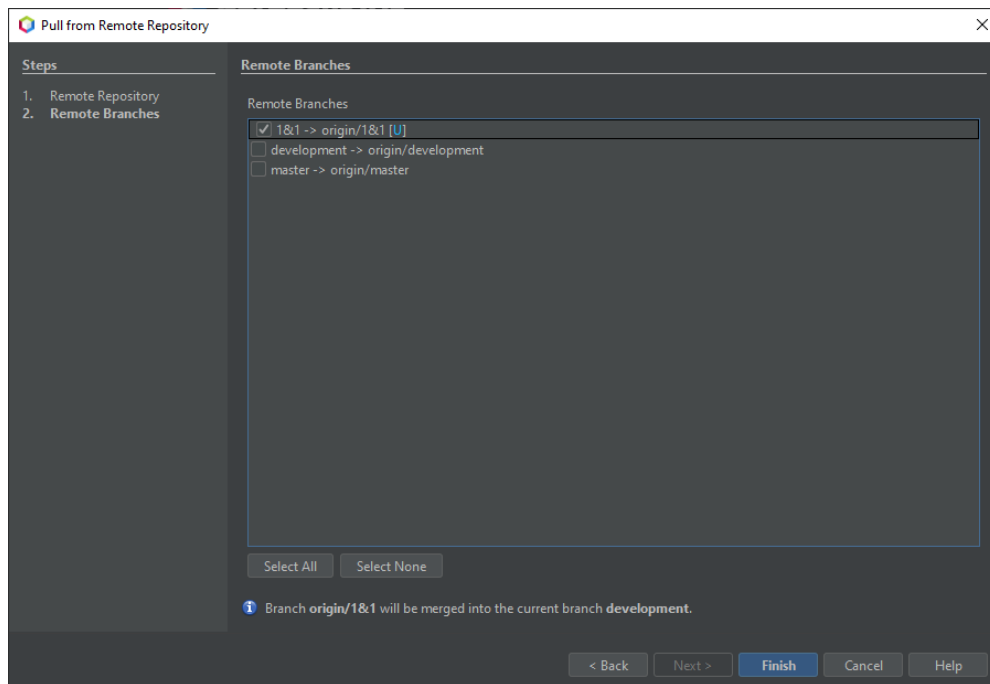 Pull from Remote Repository
Steps
1. Remote Repository
2. Remote Branches
Remote Branches
Remote Branches
1&1 -> origin/1&1 [U]
development -> origin/development
master -> origin/master
Select All
Select None
Branch origin/1&1 will be merged into the current branch development.
< Back
Next >
Finish
Cancel
Help